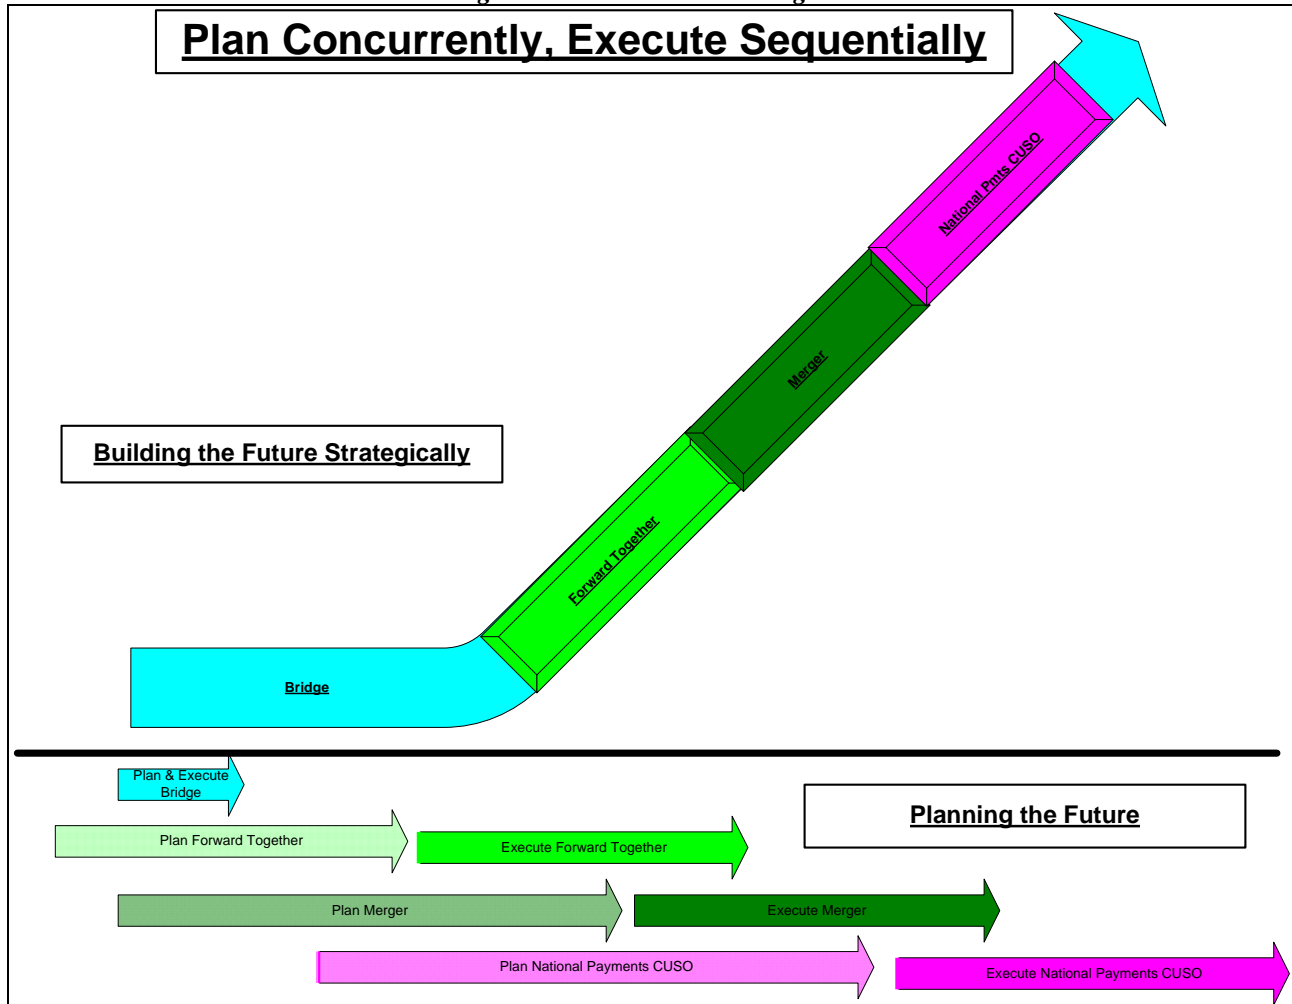 Plan Concurrently, Execute Sequentially
National Pmts CUSO
Merger
Building the Future Strategically
Forward Together
Bridge
Plan & Execute
Bridge
Planning the Future
Plan Forward Together
Execute Forward Together
Plan Merger
Execute Merger
Plan National Payments CUSO
Execute National Payments CUSO